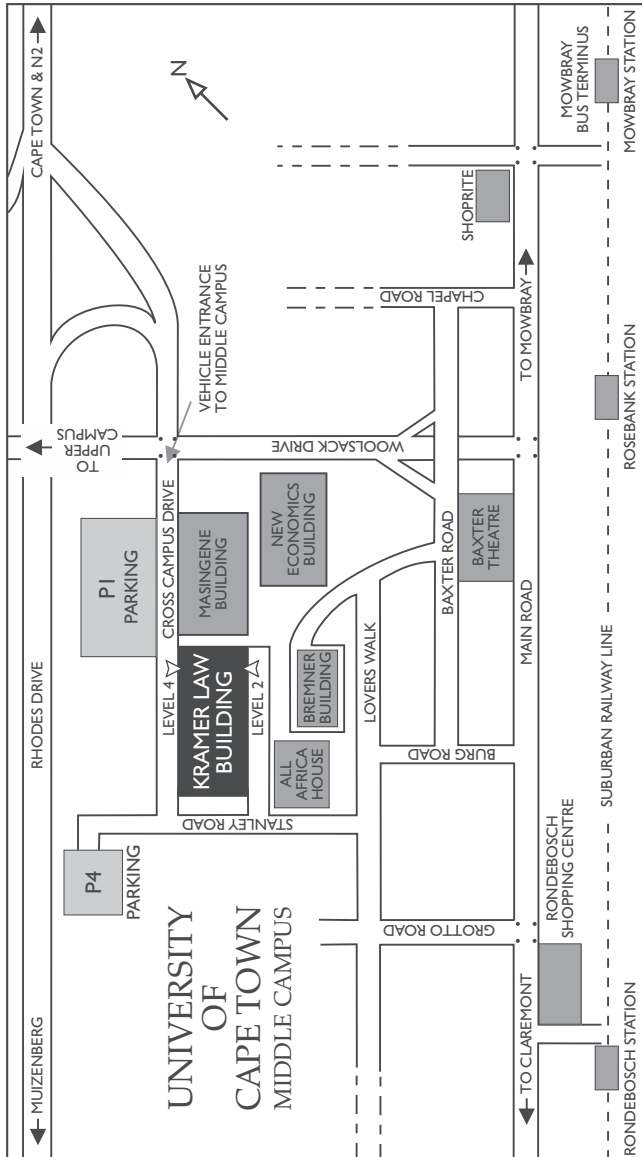 MUIZENBERG
RHODES DRIVE
CAPE TOWN & N2
N
TO
UPPER
CAMPUS
VEHICLE ENTRANCE
TO MIDDLE CAMPUS
P4
PARKING
P1
PARKING
CROSS CAMPUS DRIVE
LEVEL 4
KRAMER LAW
BUILDING
LEVEL 2
MASINGENE
BUILDING
NEW
ECONOMICS
BUILDING
WOOLSACK DRIVE
UNIVERSITY
OF
CAPE TOWN
MIDDLE CAMPUS
STANLEY ROAD
ALL
AFRICA
HOUSE
BREMNER
BUILDING
LOVERS WALK
CHAPEL ROAD
SHOPRITE
GROTTO ROAD
BURG ROAD
BAXTER ROAD
BAXTER
THEATRE
TO CLAREMONT
MAIN ROAD
TO MOWBRAY
RONDEBOSCH
SHOPPING CENTRE
MOWBRAY
BUS TERMINUS
SUBURBAN RAILWAY LINE
RONDEBOSCH STATION
ROSEBANK STATION
MOWBRAY STATION